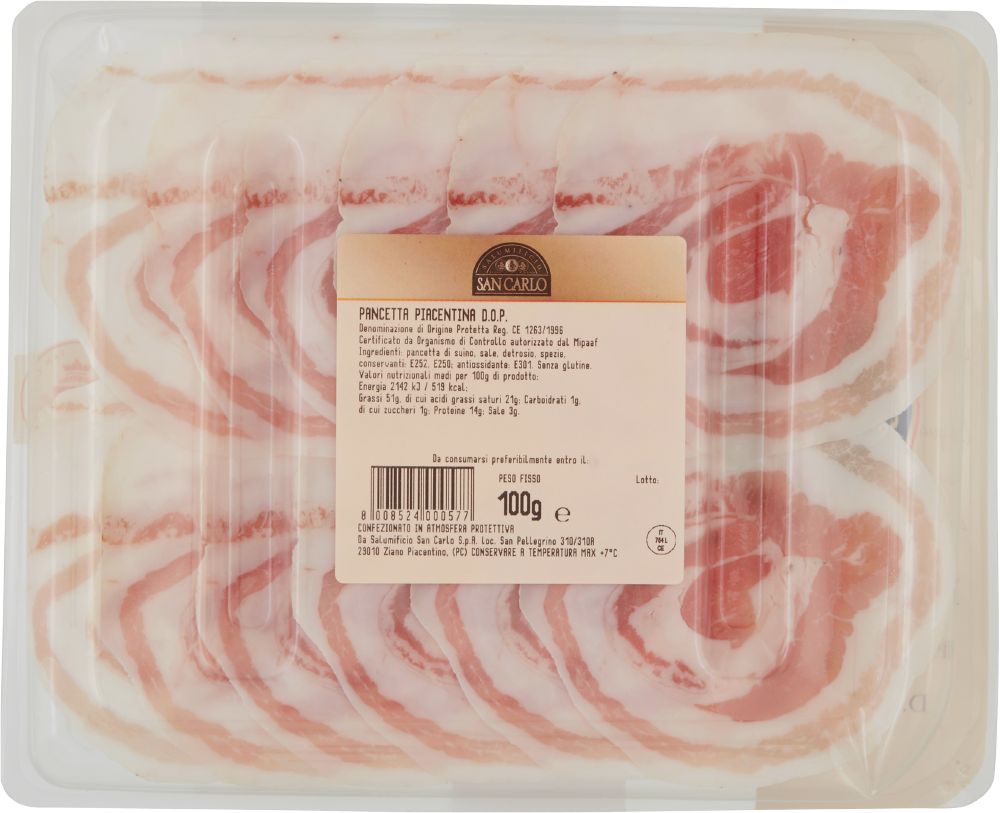 SALUMIFICIO
SAN CARLO
PANCETTA PIACENTINA D.O.P.
Denominazione di Origine Protetta Reg. CE 1263/1996
Certificato da Organismo di Controllo autorizzato dal Mipaaf
Ingredienti: pancetta di suino, sale, detrosio, spezie,
conservanti: E252, E250; antiossidante: E301. Senza glutine.
Valori nutrizionali medi per 100g di prodotto:
Energia 2142 kJ / 519 kcal;
Grassi 51g, di cui acidi grassi saturi 21g; Carboidrati 1g,
di cui zuccheri 1g; Proteine 14g; Sale 3g.
Da consumarsi preferibilmente entro il:
PESO FISSO
Lotto:
100g e
8 008524 000577
CONFEZIONATO IN ATMOSFERA PROTETTIVA
Da Salumificio San Carlo S.p.A. Loc. San Pellegrino 310/310A
29010 Ziano Piacentino, (PC) CONSERVARE A TEMPERATURA MAX +7°C
IT
764 L
CE